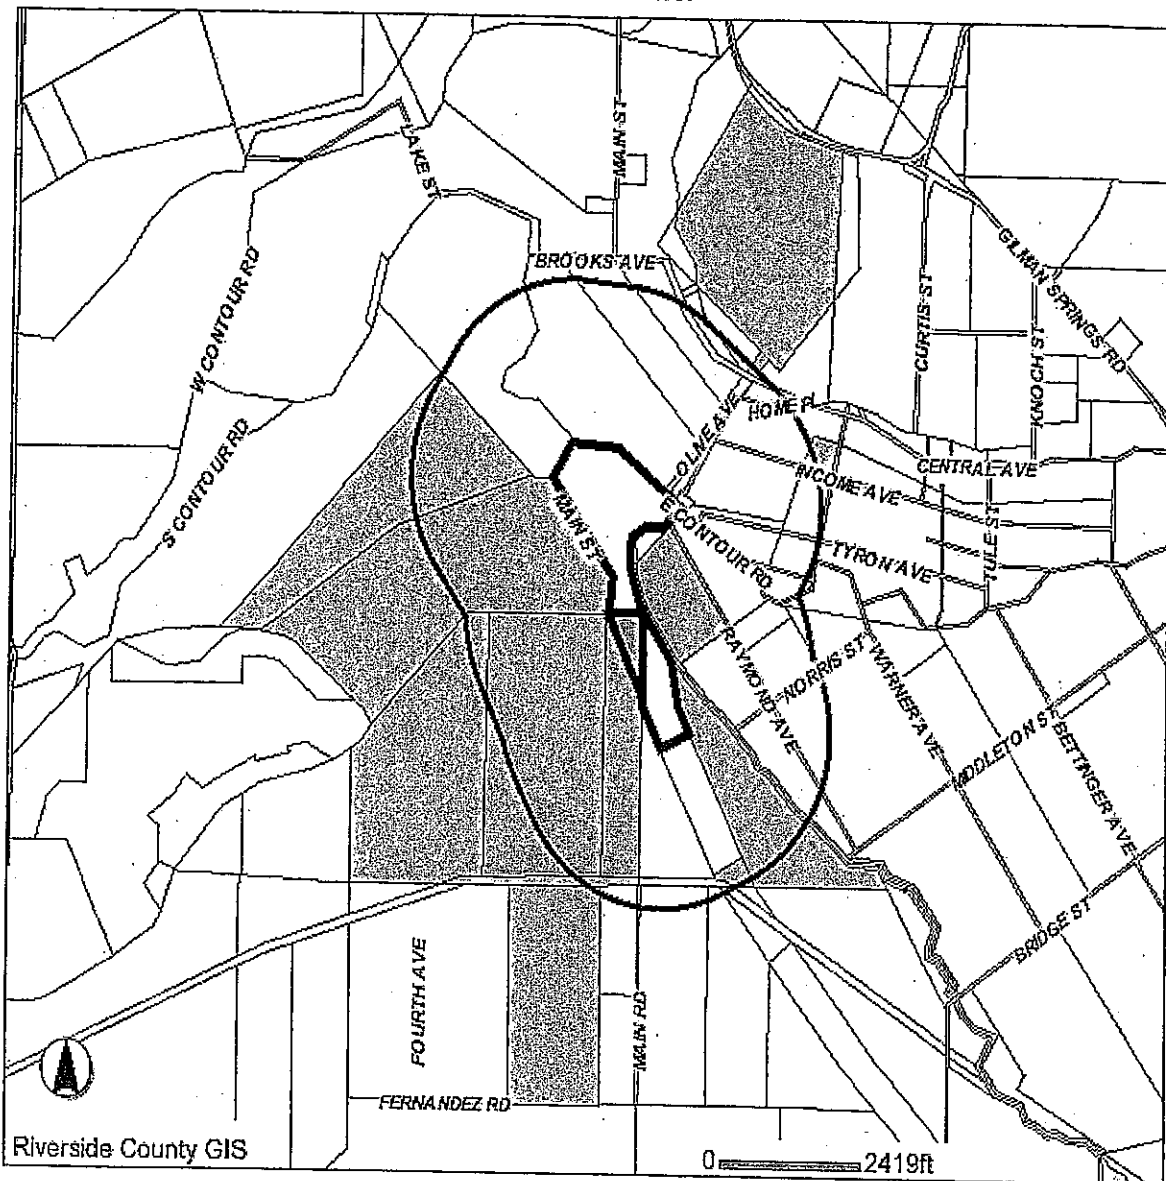 LAKE ST
MAIN ST
GILMAN SPRINGS RD
W CONTOUR RD
BROOKS AVE
CURTIS ST
KNOCH ST
S CONTOUR RD
HOME PL
OLIVE AVE
CENTRAL AVE
INCOME AVE
MAIN ST
E CONTOUR RD
TYRON AVE
TULE ST
RAYMOND AVE
NORRIS ST
WARNER AVE
MIDDLETON ST
BETTINGER AVE
BRIDGE ST
FOURTH AVE
MAIN RD
FERNANDEZ RD
Riverside County GIS
0 2419ft